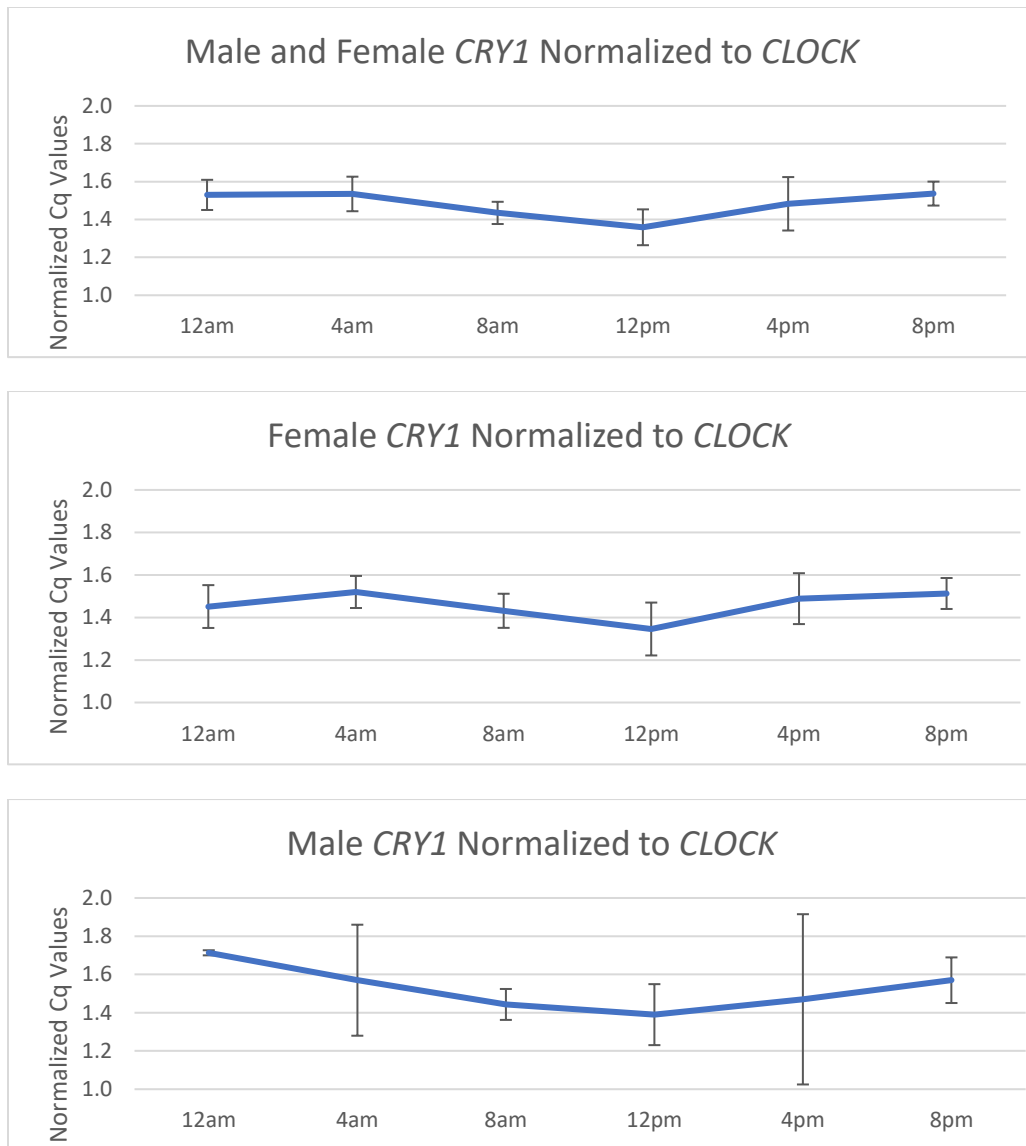 Male and Female CRY1 Normalized to CLOCK
Normalized Cq Values
2.0
1.8
1.6
1.4
1.2
1.0
12am 4am 8am 12pm 4pm 8pm
Female CRY1 Normalized to CLOCK
Normalized Cq Values
2.0
1.8
1.6
1.4
1.2
1.0
12am 4am 8am 12pm 4pm 8pm
Male CRY1 Normalized to CLOCK
Normalized Cq Values
2.0
1.8
1.6
1.4
1.2
1.0
12am 4am 8am 12pm 4pm 8pm